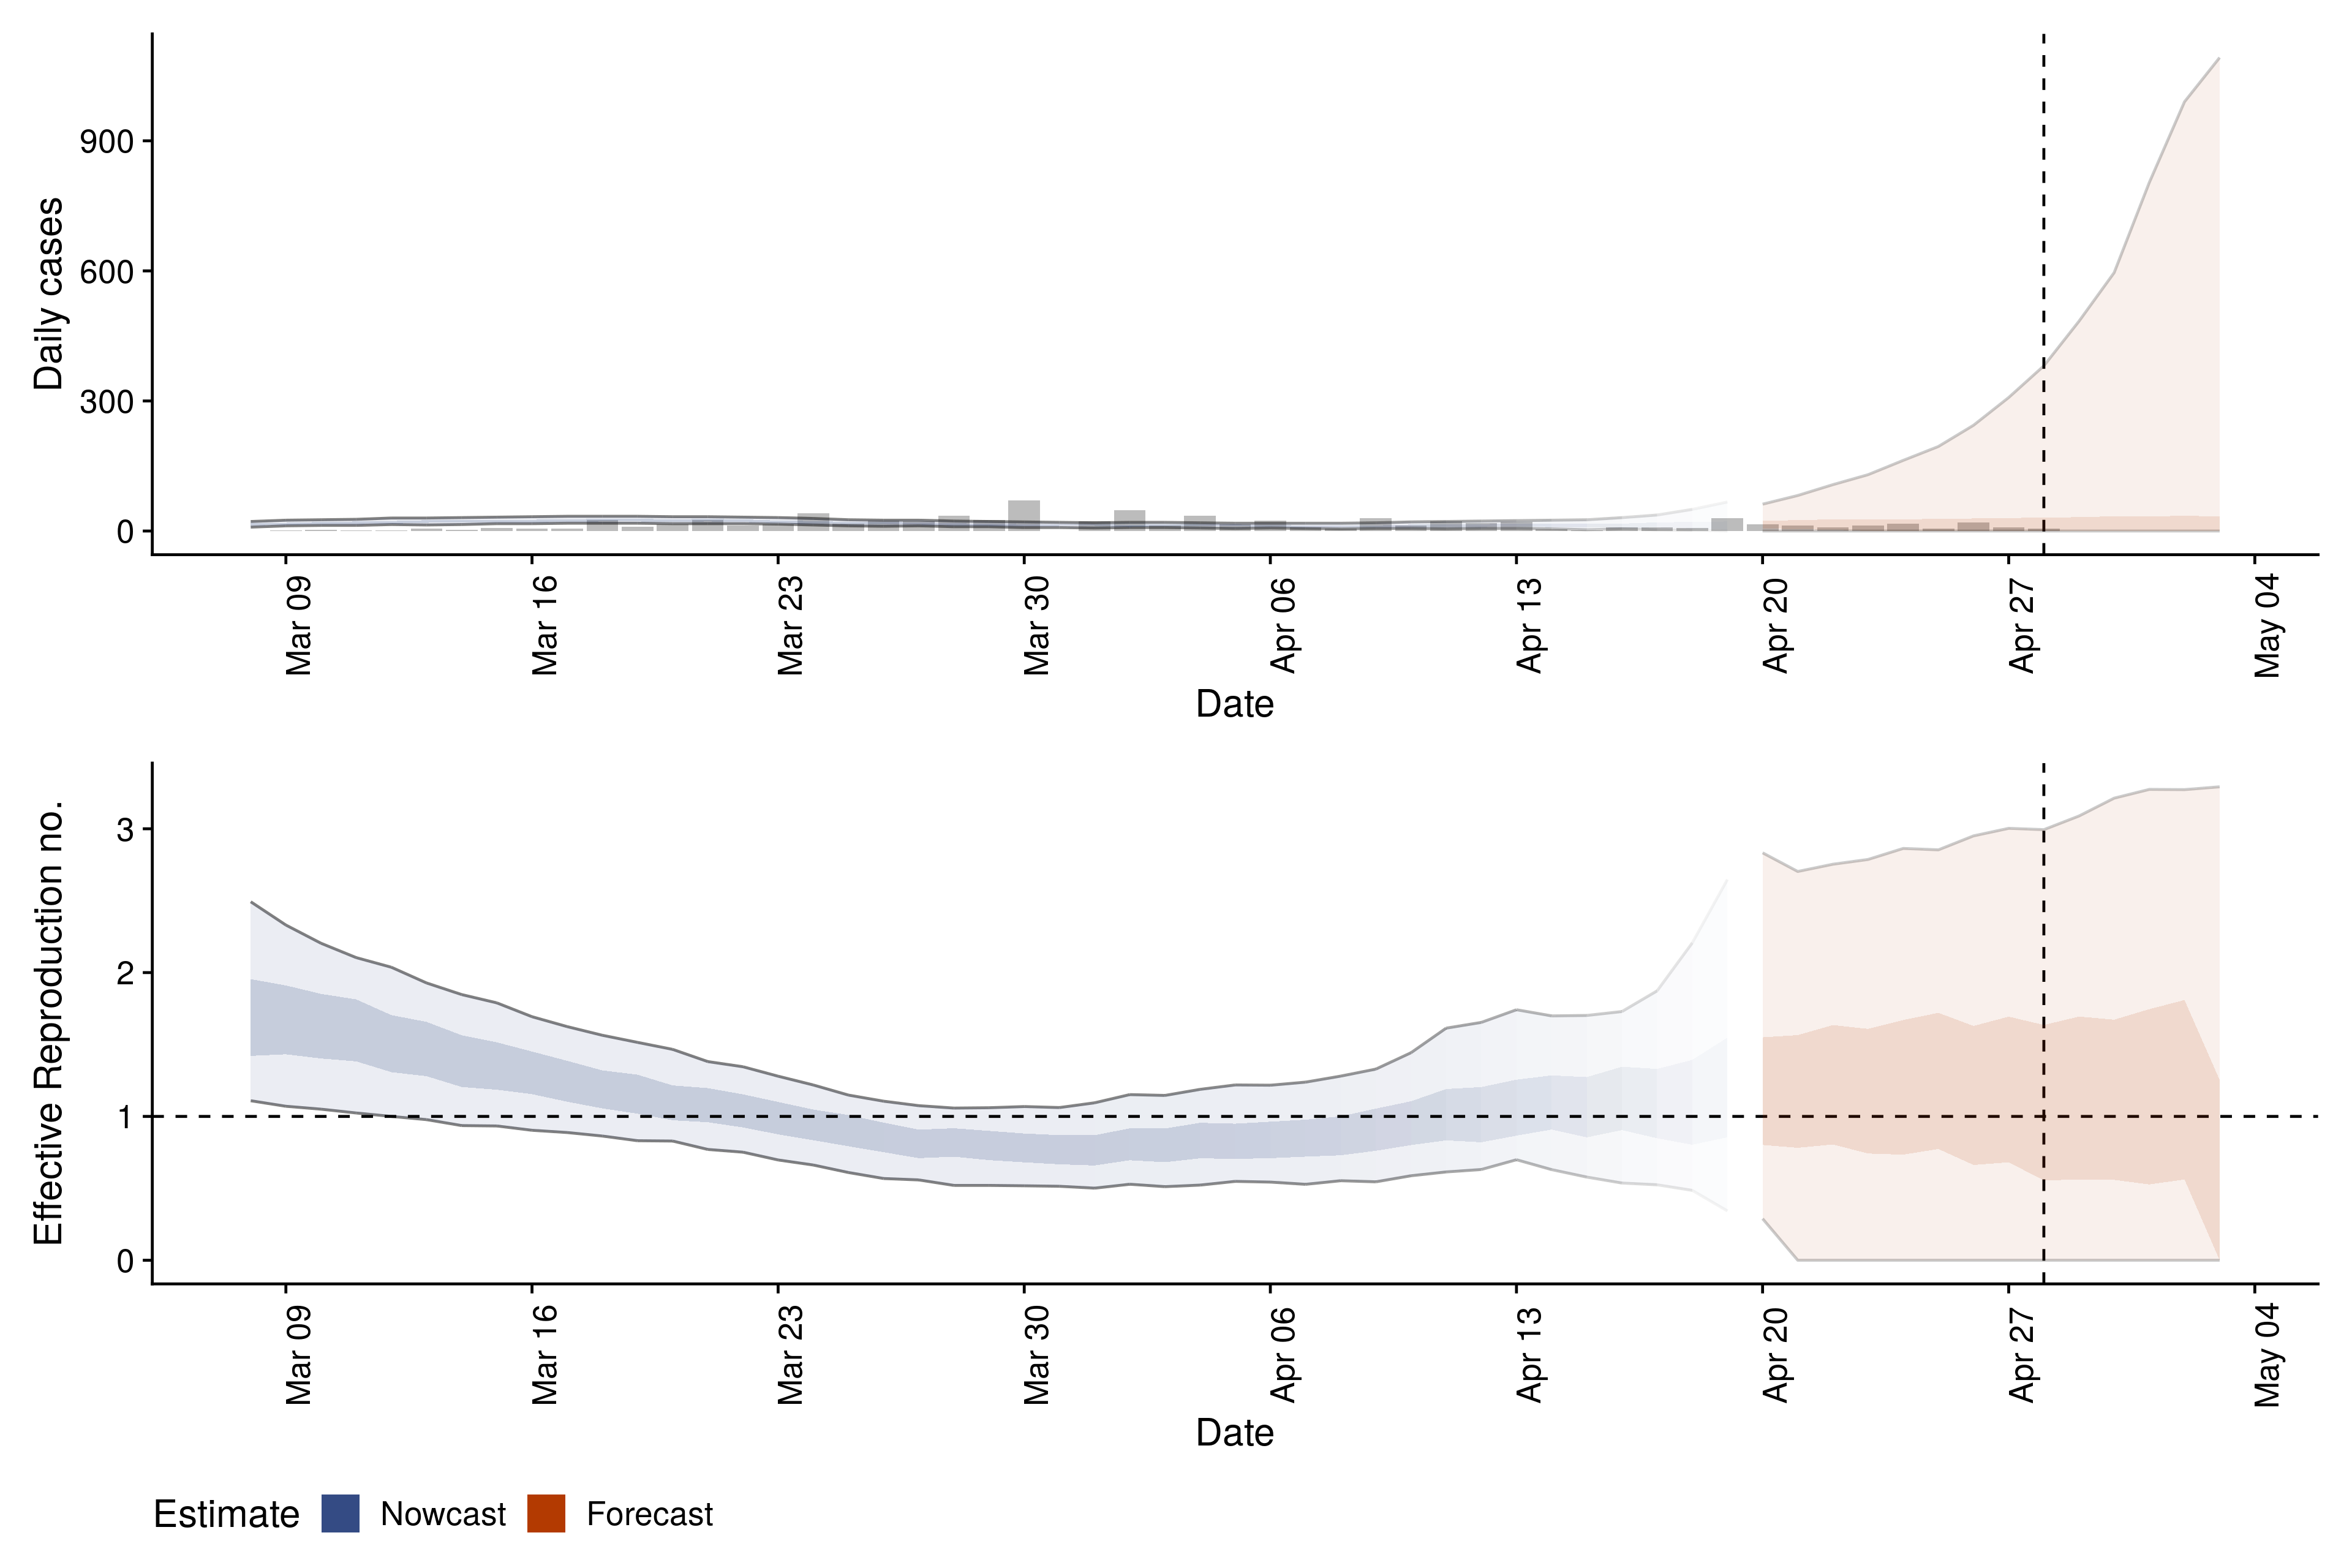 Daily cases
900
600
300
0
Mar 09
Mar 16
Mar 23
Mar 30
Apr 06
Apr 13
Apr 20
Apr 27
May 04
Date
Effective Reproduction no.
3
2
1
0
Mar 09
Mar 16
Mar 23
Mar 30
Apr 06
Apr 13
Apr 20
Apr 27
May 04
Date
Estimate Nowcast Forecast